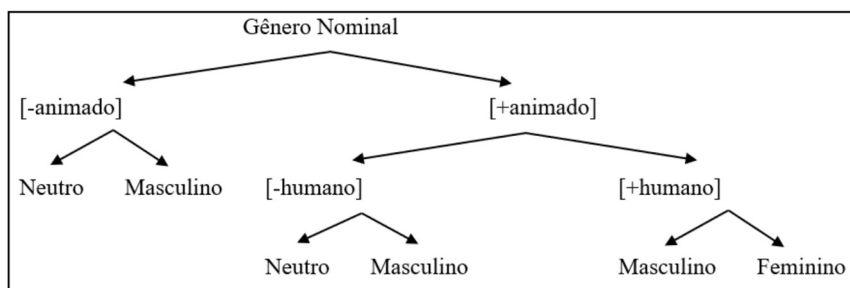 Gênero Nominal
[-animado] [+animado]
Neutro Masculino [-humano] [+humano]
Neutro Masculino Masculino Feminino